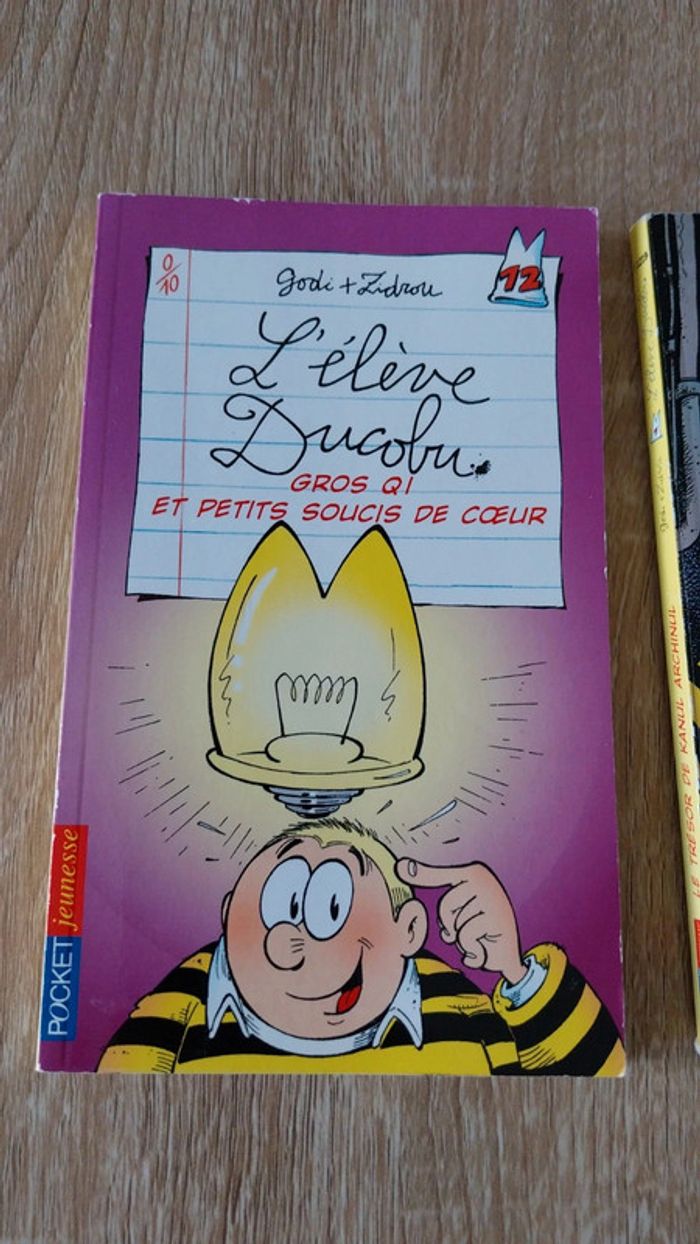 0/10
godi + Zidrou
12
L'élève
Ducobu
GROS QI
ET PETITS SOUCIS DE CŒUR
POCKET jeunesse
LE TRÉSOR DE KANUL ARCHINUL